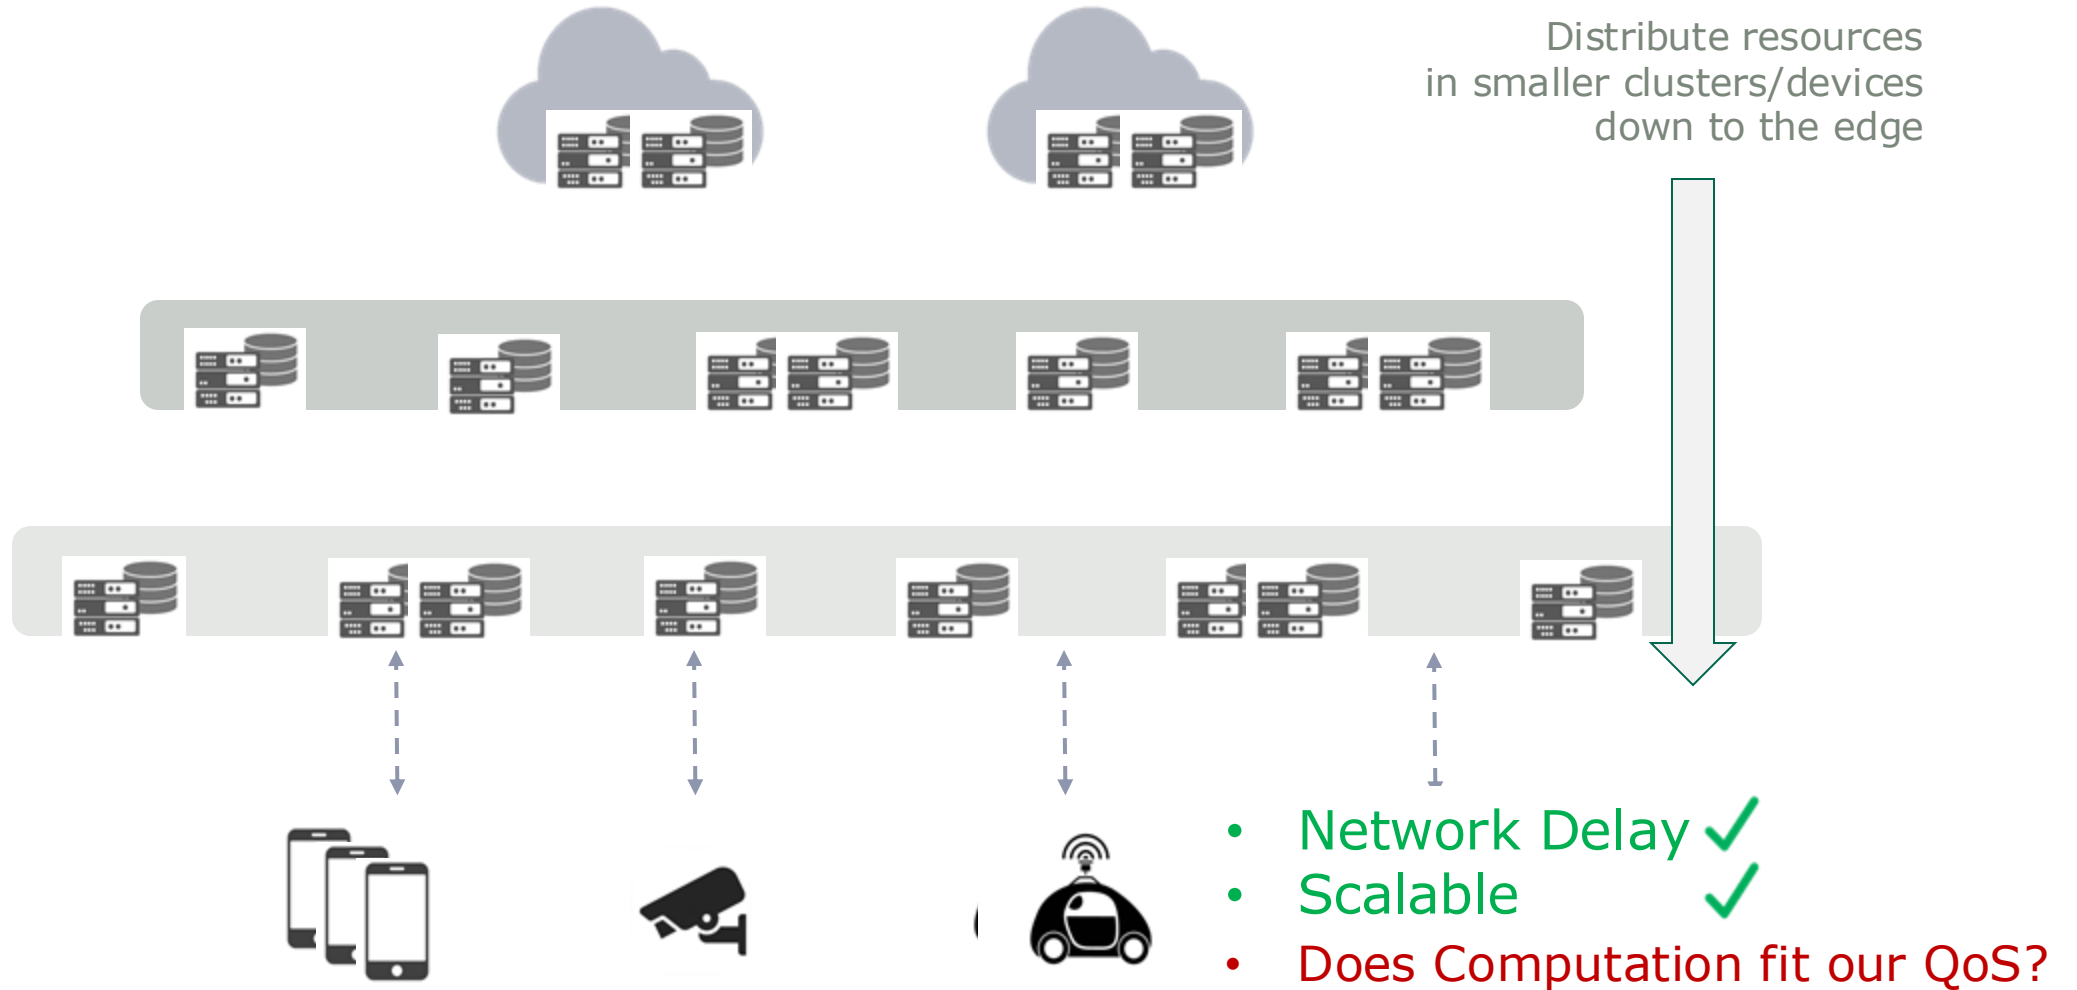 Distribute resources
in smaller clusters/devices
down to the edge
• Network Delay
• Scalable
• Does Computation fit our QoS?